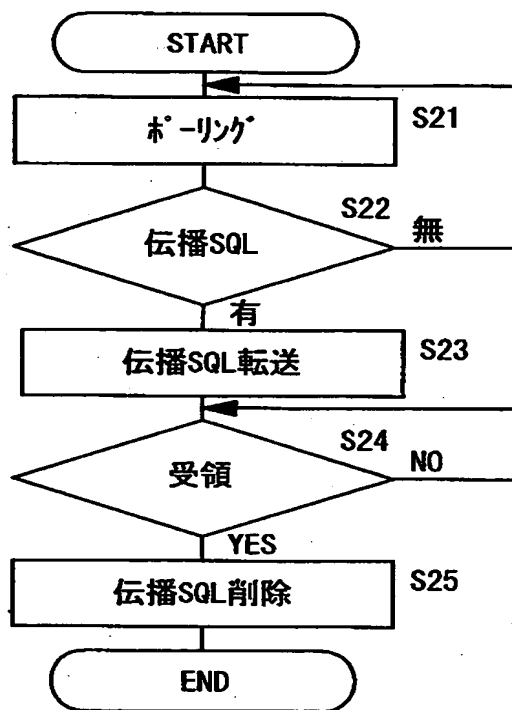 START
S21
ﾎﾟｰﾘﾝｸﾞ
S22
伝播SQL
無
有
伝播SQL転送
S23
S24
受領
NO
YES
伝播SQL削除
S25
END